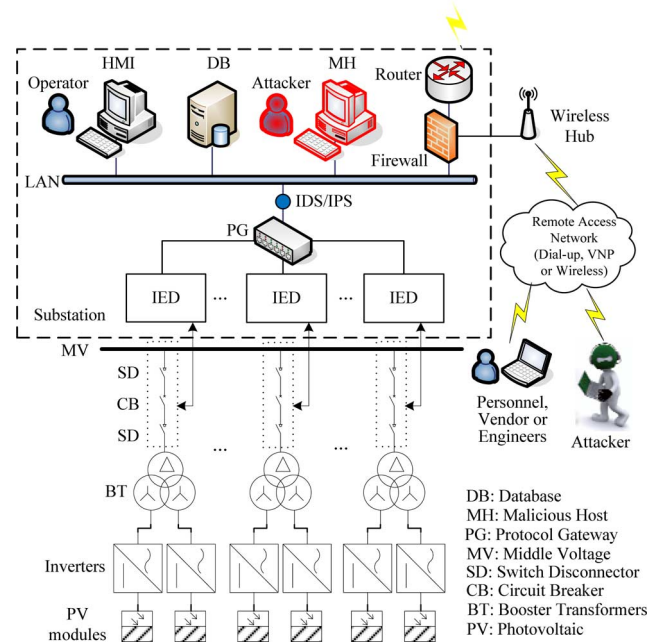 HMI
DB
MH
Router
Operator
Attacker
Wireless
Hub
Firewall
LAN
IDS/IPS
PG
Remote Access
Network
(Dial-up, VNP
or Wireless)
IED
...
IED
...
IED
Substation
MV
SD
CB
SD
Personnel,
Vendor or
Engineers
Attacker
...
...
BT
DB: Database
MH: Malicious Host
PG: Protocol Gateway
MV: Middle Voltage
SD: Switch Disconnector
CB: Circuit Breaker
BT: Booster Transformers
PV: Photovoltaic
Inverters
...
...
PV
modules